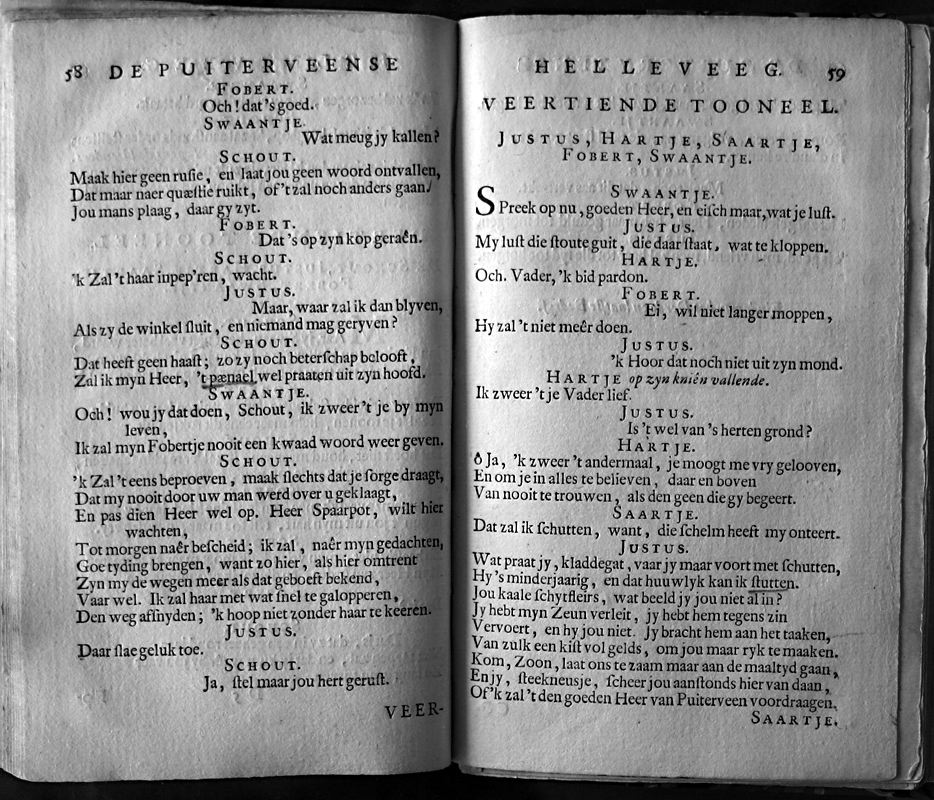 58 DE PUITERVEENSE
FOBERT.
Och! dat's goed.
SWAANTJE.
Wat meug jy kallen?
SCHOUT.
Maak hier geen rusie, en laat jou geen woord ontvallen,
Dat maar naer quæstie ruikt, of 't zal noch anders gaan.
Jou mans plaag, daar gy zyt.
FOBERT.
Dat 's op zyn kop geraên.
SCHOUT.
'k Zal 't haar inpep'ren, wacht.
JUSTUS.
Maar, waar zal ik dan blyven,
Als zy de winkel sluit, en niemand mag geryven?
SCHOUT.
Dat heeft geen haast; zo zy noch beterschap belooft,
Zal ik myn Heer, 't pænael wel praaten uit zyn hoofd.
SWAANTJE.
Och! wou jy dat doen, Schout, ik zweer 't je by myn
leven,
Ik zal myn Fobertje nooit een kwaad woord weer geven.
SCHOUT.
'k Zal 't eens beproeven, maak slechts dat je sorge draagt,
Dat my nooit door uw man werd over u geklaagt,
En pas dien Heer wel op. Heer Spaarpot, wilt hier
wachten,
Tot morgen naêr bescheid; ik zal, naêr myn gedachten,
Goe tyding brengen, want zo hier, als hier omtrent
Zyn my de wegen meer als dat geboeft bekend,
Vaar wel. Ik zal haar met wat snel te galopperen,
Den weg afsnyden; 'k hoop niet zonder haar te keeren.
JUSTUS.
Daar slae geluk toe.
SCHOUT.
Ja, stel maar jou hert gerust.
VEER-
HELLEVEEG. 59
VEERTIENDE TOONEEL.
JUSTUS, HARTJE, SAARTJE,
FOBERT, SWAANTJE.
SWAANTJE.
SPreek op nu, goeden Heer, en eisch maar, wat je lust.
JUSTUS.
My lust die stoute guit, die daar staat, wat te kloppen.
HARTJE.
Och. Vader, 'k bid pardon.
FOBERT.
Ei, wil niet langer moppen,
Hy zal 't niet meêr doen.
JUSTUS.
'k Hoor dat noch niet uit zyn mond.
HARTJE op zyn kniên vallende.
Ik zweer 't je Vader lief.
JUSTUS.
Is 't wel van 's herten grond?
HARTJE.
ô Ja, 'k zweer 't andermaal, je moogt me vry gelooven,
En om je in alles te believen, daar en boven
Van nooit te trouwen, als den geen die gy begeert.
SAARTJE.
Dat zal ik schutten, want, die schelm heeft my onteert.
JUSTUS.
Wat praat jy, kladdegat, vaar jy maar voort met schutten,
Hy's minderjaarig, en dat huuwlyk kan ik stutten.
Jou kaale schytsleirs, wat beeld jy jou niet al in?
Jy hebt myn Zeun verleit, jy hebt hem tegens zin
Vervoert, en hy jou niet. Jy bracht hem aan het taaken,
Van zulk een kist vol gelds, om jou maar ryk te maaken.
Kom, Zoon, laat ons te zaam maar aan de maaltyd gaan,
En jy, steekneusje, scheer jou aanstonds hier van daan,
Of 'k zal 't den goeden Heer van Puiterveen voordraagen.
SAARTJE.